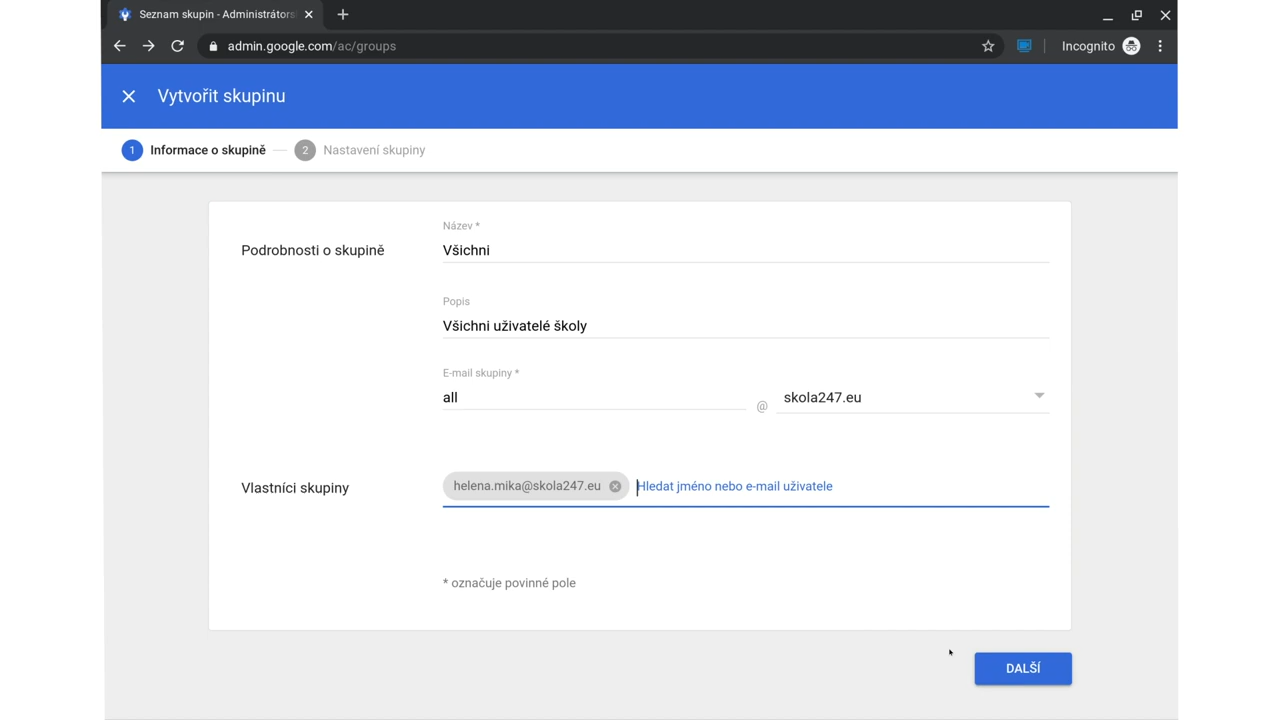 Seznam skupin - Administrátors
admin.google.com/ac/groups
Incognito
Vytvořit skupinu
1 Informace o skupině
2 Nastavení skupiny
Podrobnosti o skupině
Název *
Všichni
Popis
Všichni uživatelé školy
E-mail skupiny *
all @ skola247.eu
Vlastníci skupiny
helena.mika@skola247.eu Hledat jméno nebo e-mail uživatele
* označuje povinné pole
DALŠÍ